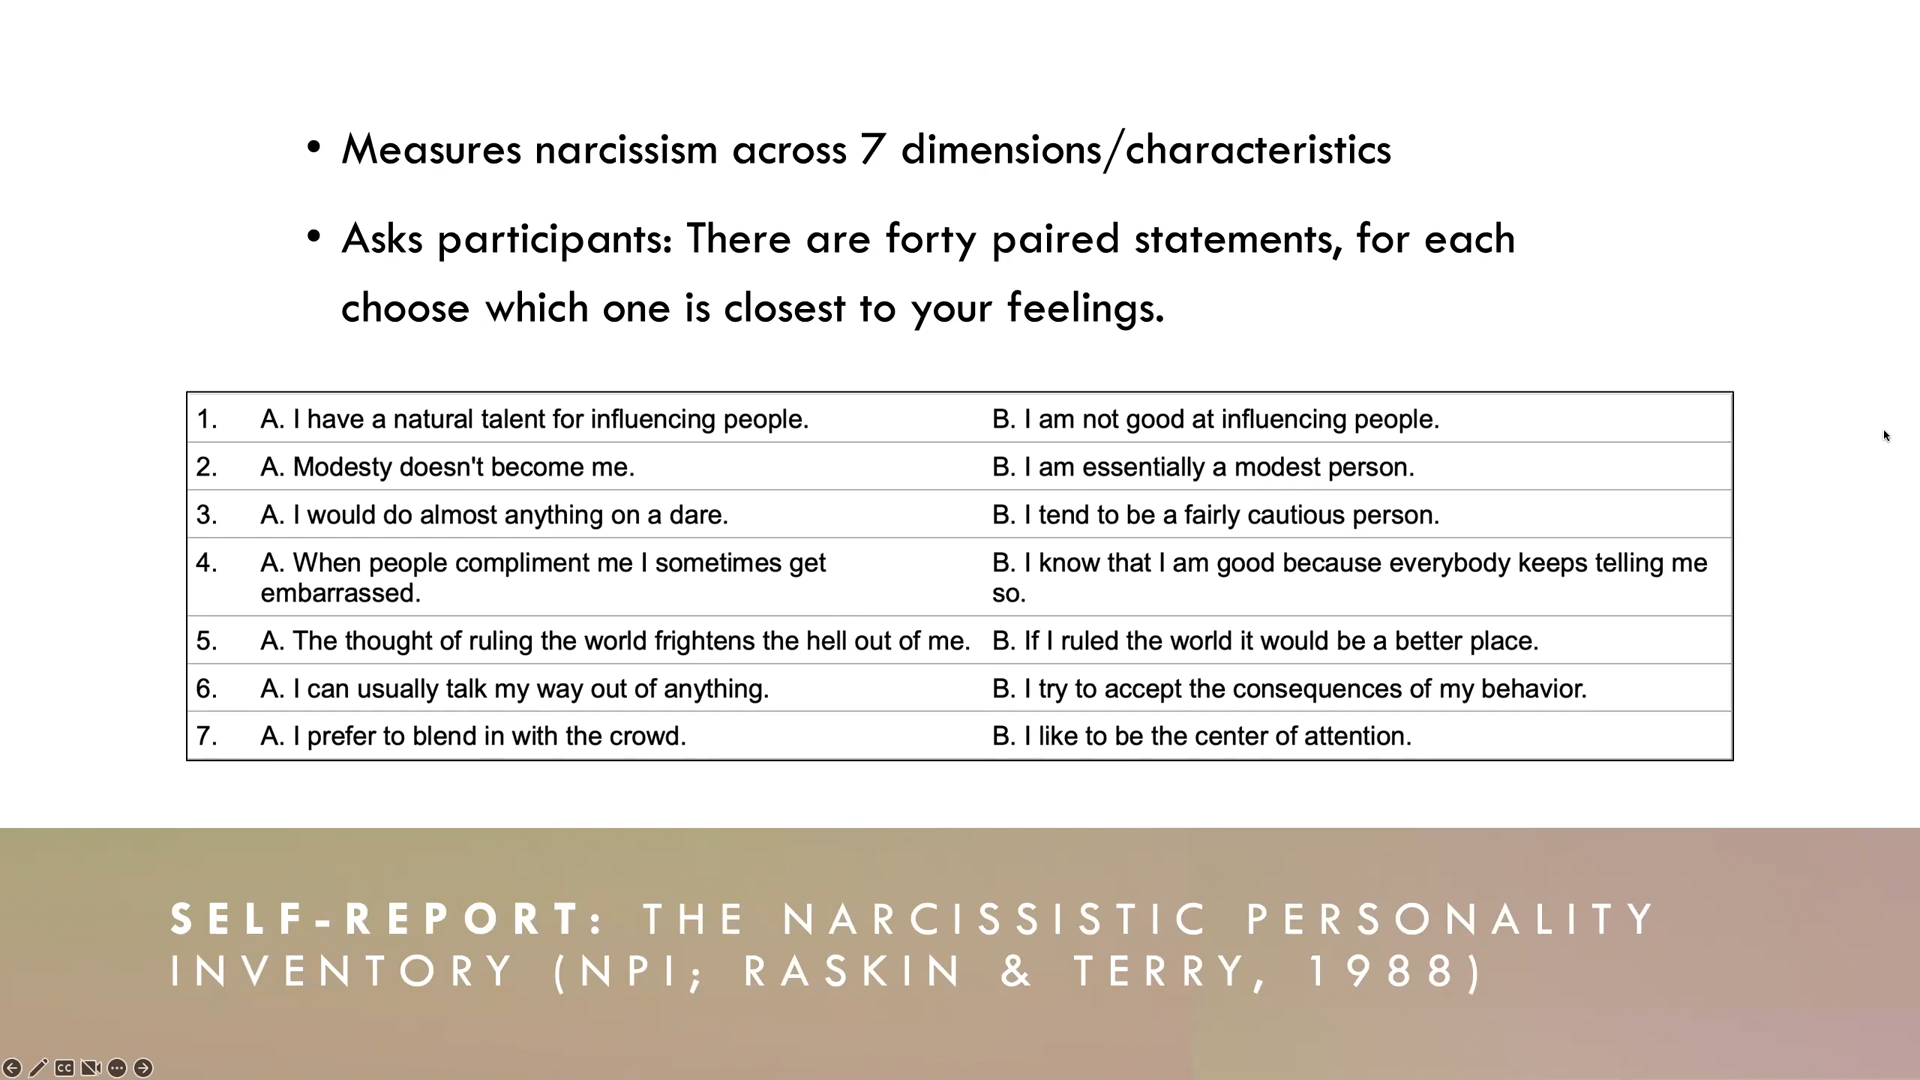 • Measures narcissism across 7 dimensions/characteristics
• Asks participants: There are forty paired statements, for each
choose which one is closest to your feelings.
1. A. I have a natural talent for influencing people. B. I am not good at influencing people.
2. A. Modesty doesn't become me. B. I am essentially a modest person.
3. A. I would do almost anything on a dare. B. I tend to be a fairly cautious person.
4. A. When people compliment me I sometimes get B. I know that I am good because everybody keeps telling me
embarrassed. so.
5. A. The thought of ruling the world frightens the hell out of me. B. If I ruled the world it would be a better place.
6. A. I can usually talk my way out of anything. B. I try to accept the consequences of my behavior.
7. A. I prefer to blend in with the crowd. B. I like to be the center of attention.
SELF-REPORT: THE NARCISSISTIC PERSONALITY
INVENTORY (NPI; RASKIN & TERRY, 1988)
CC